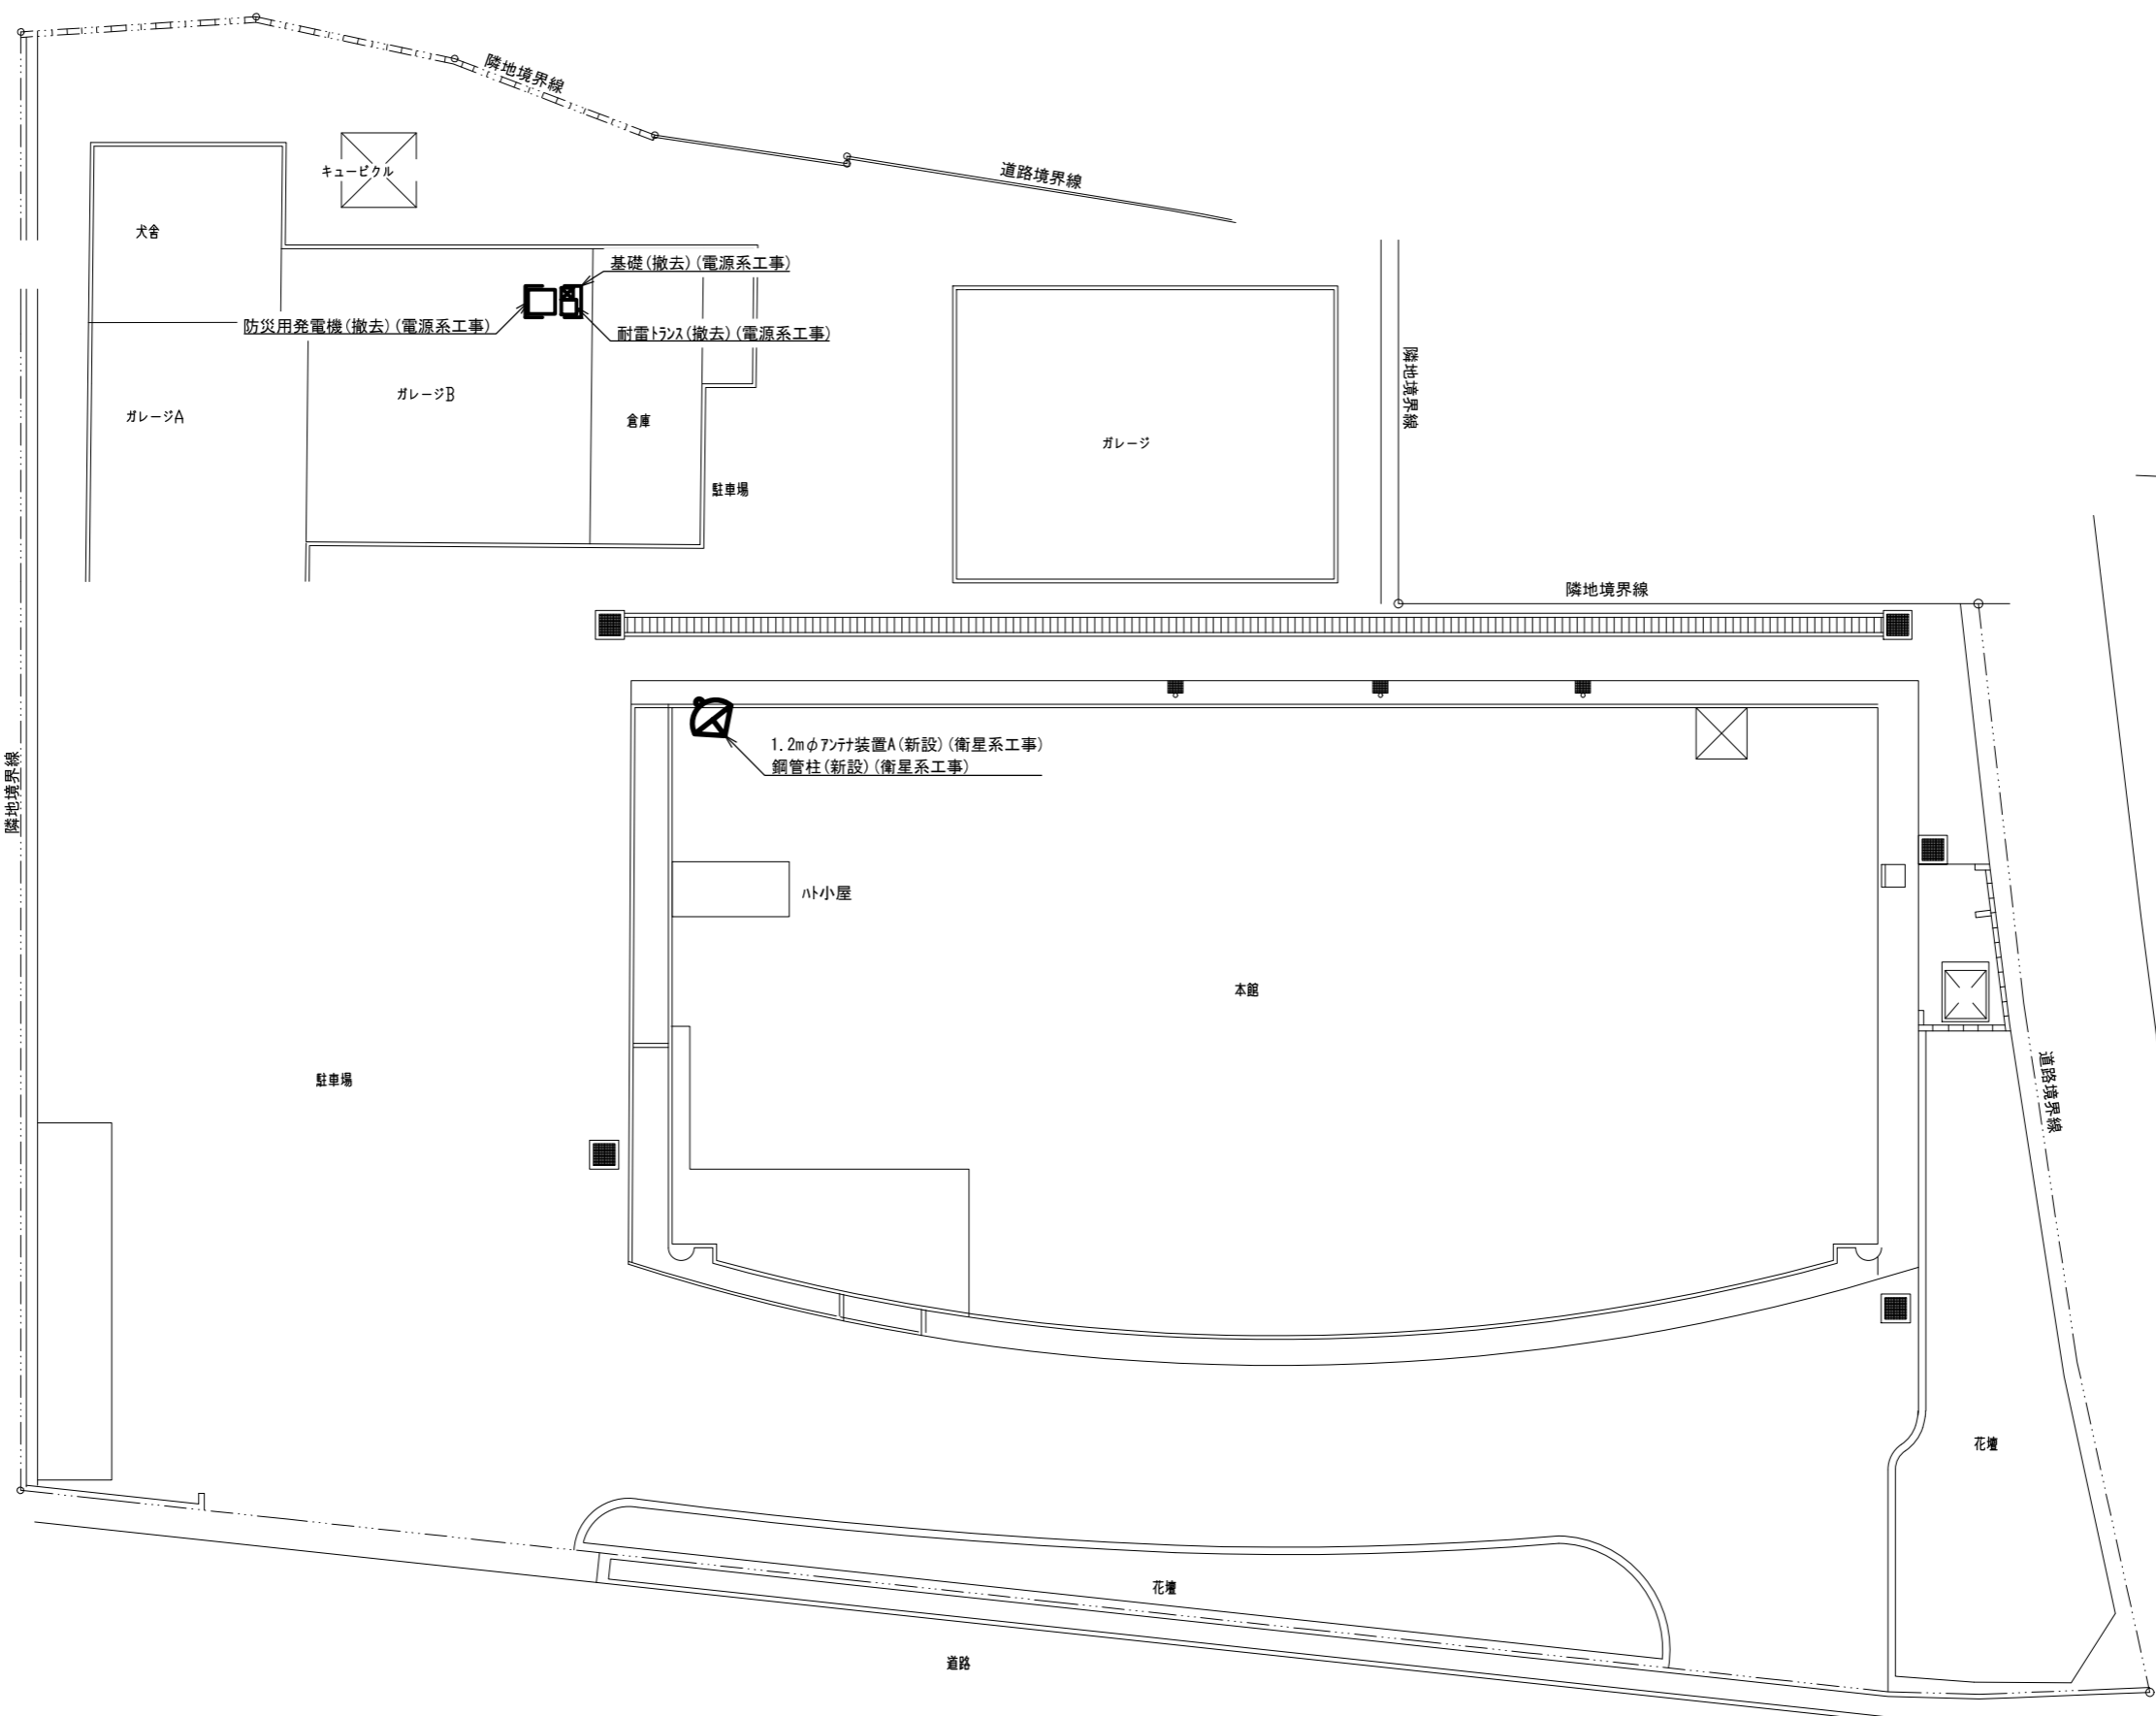 隣地境界線
道路境界線
キュービクル
犬舎
基礎(撤去)(電源系工事)
防災用発電機(撤去)(電源系工事)
耐雷トランス(撤去)(電源系工事)
隣地境界線
ガレージB
ガレージA
倉庫
ガレージ
駐車場
隣地境界線
1.2mφアンテナ装置A(新設)(衛星系工事)
鋼管柱(新設)(衛星系工事)
隣地境界線
ハト小屋
本館
駐車場
道路境界線
花壇
花壇
道路